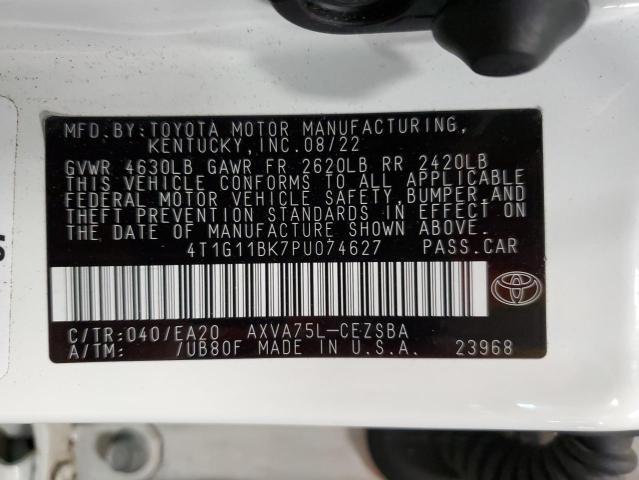 MFD.BY:TOYOTA MOTOR MANUFACTURING,
KENTUCKY,INC.08/22
GVWR 4630LB GAWR FR 2620LB RR 2420LB
THIS VEHICLE CONFORMS TO ALL APPLICABLE
FEDERAL MOTOR VEHICLE SAFETY,BUMPER,AND
THEFT PREVENTION STANDARDS IN EFFECT ON
THE DATE OF MANUFACTURE SHOWN ABOVE.
4T1G11BK7PU074627 PASS.CAR
C/TR:040/EA20 AXVA75L-CEZSBA
A/TM: /UB80F MADE IN U.S.A. 23968